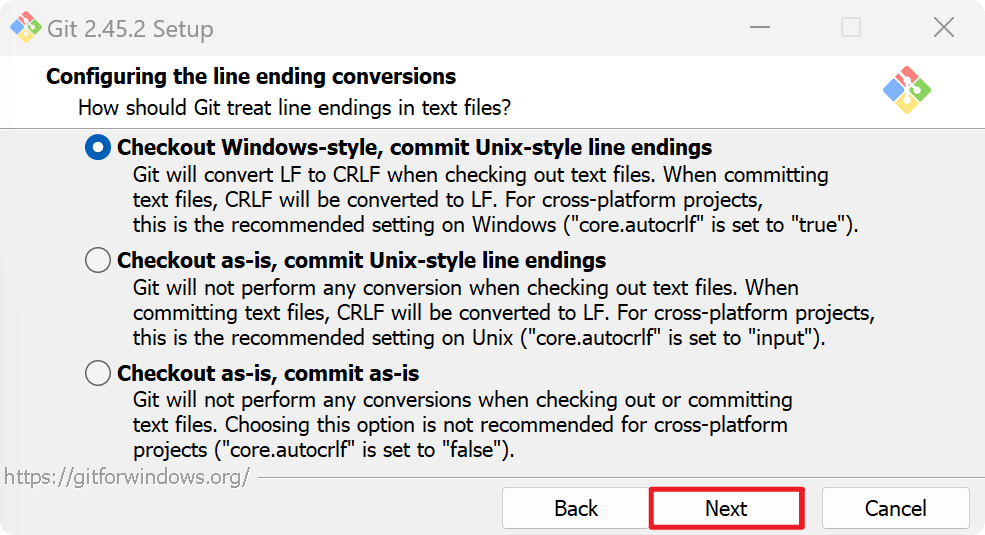 Git 2.45.2 Setup
Configuring the line ending conversions
How should Git treat line endings in text files?
Checkout Windows-style, commit Unix-style line endings
Git will convert LF to CRLF when checking out text files. When committing
text files, CRLF will be converted to LF. For cross-platform projects,
this is the recommended setting on Windows ("core.autocrlf" is set to "true").
Checkout as-is, commit Unix-style line endings
Git will not perform any conversion when checking out text files. When
committing text files, CRLF will be converted to LF. For cross-platform projects,
this is the recommended setting on Unix ("core.autocrlf" is set to "input").
Checkout as-is, commit as-is
Git will not perform any conversions when checking out or committing
text files. Choosing this option is not recommended for cross-platform
projects ("core.autocrlf" is set to "false").
https://gitforwindows.org/
Back Next Cancel